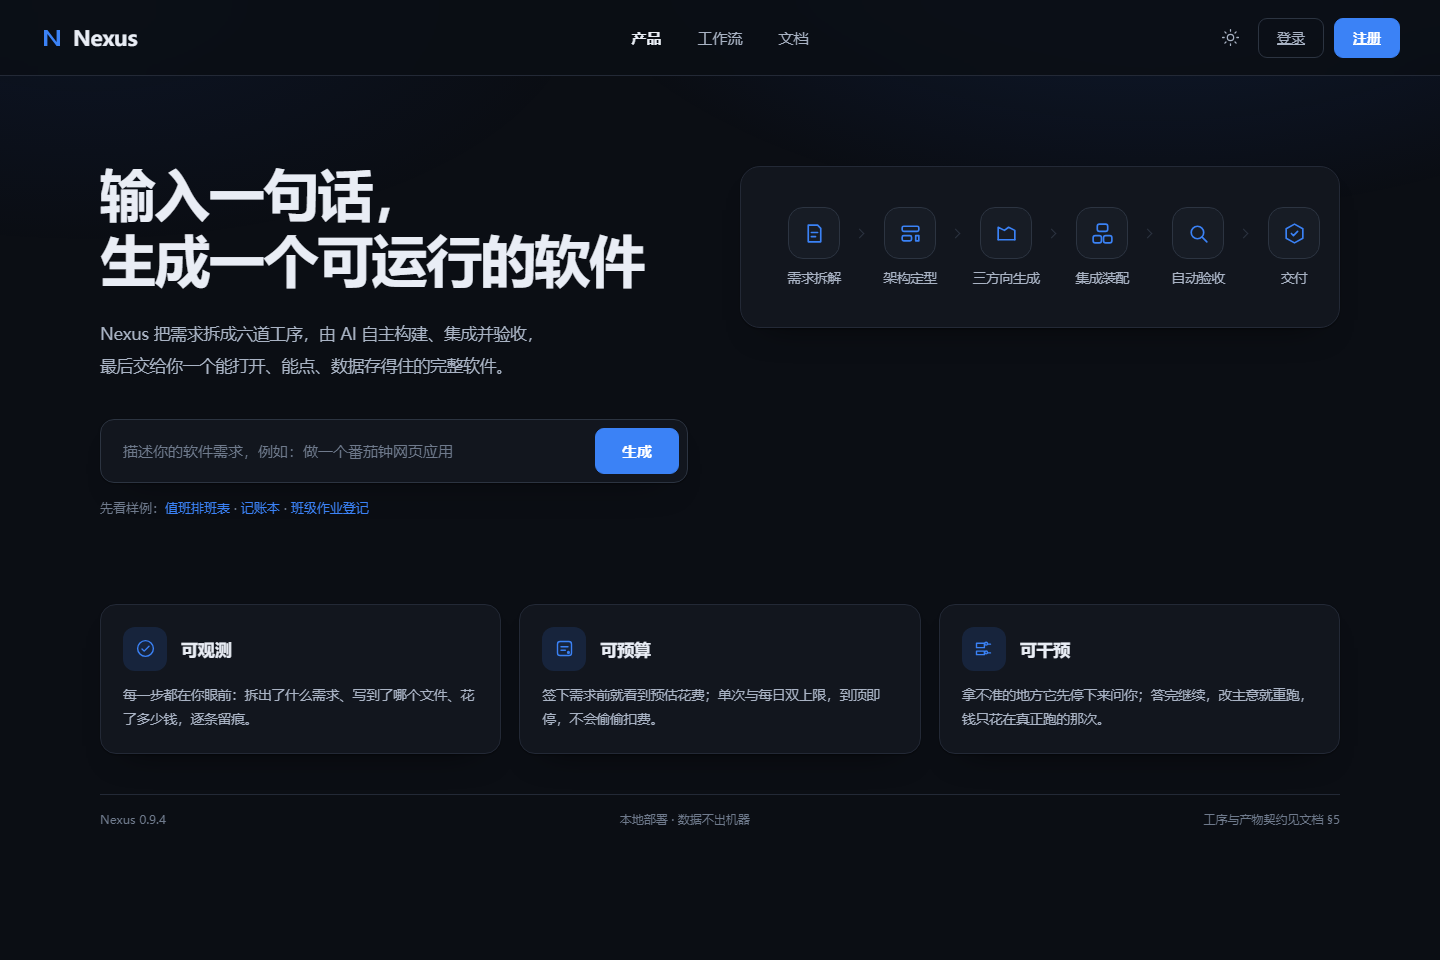 Nexus
产品
工作流
文档
登录
注册
输入一句话，
生成一个可运行的软件
Nexus 把需求拆成六道工序，由 AI 自主构建、集成并验收，
最后交给你一个能打开、能点、数据存得住的完整软件。
描述你的软件需求，例如：做一个番茄钟网页应用
生成
先看样例：值班排班表 · 记账本 · 班级作业登记
需求拆解
架构定型
三方向生成
集成装配
自动验收
交付
可观测
每一步都在你眼前：拆出了什么需求、写到了哪个文件、花
了多少钱，逐条留痕。
可预算
签下需求前就看到预估花费；单次与每日双上限，到顶即
停，不会偷偷扣费。
可干预
拿不准的地方它先停下来问你；答完继续，改主意就重跑，
钱只花在真正跑的那次。
Nexus 0.9.4
本地部署 · 数据不出机器
工序与产物契约见文档 §5